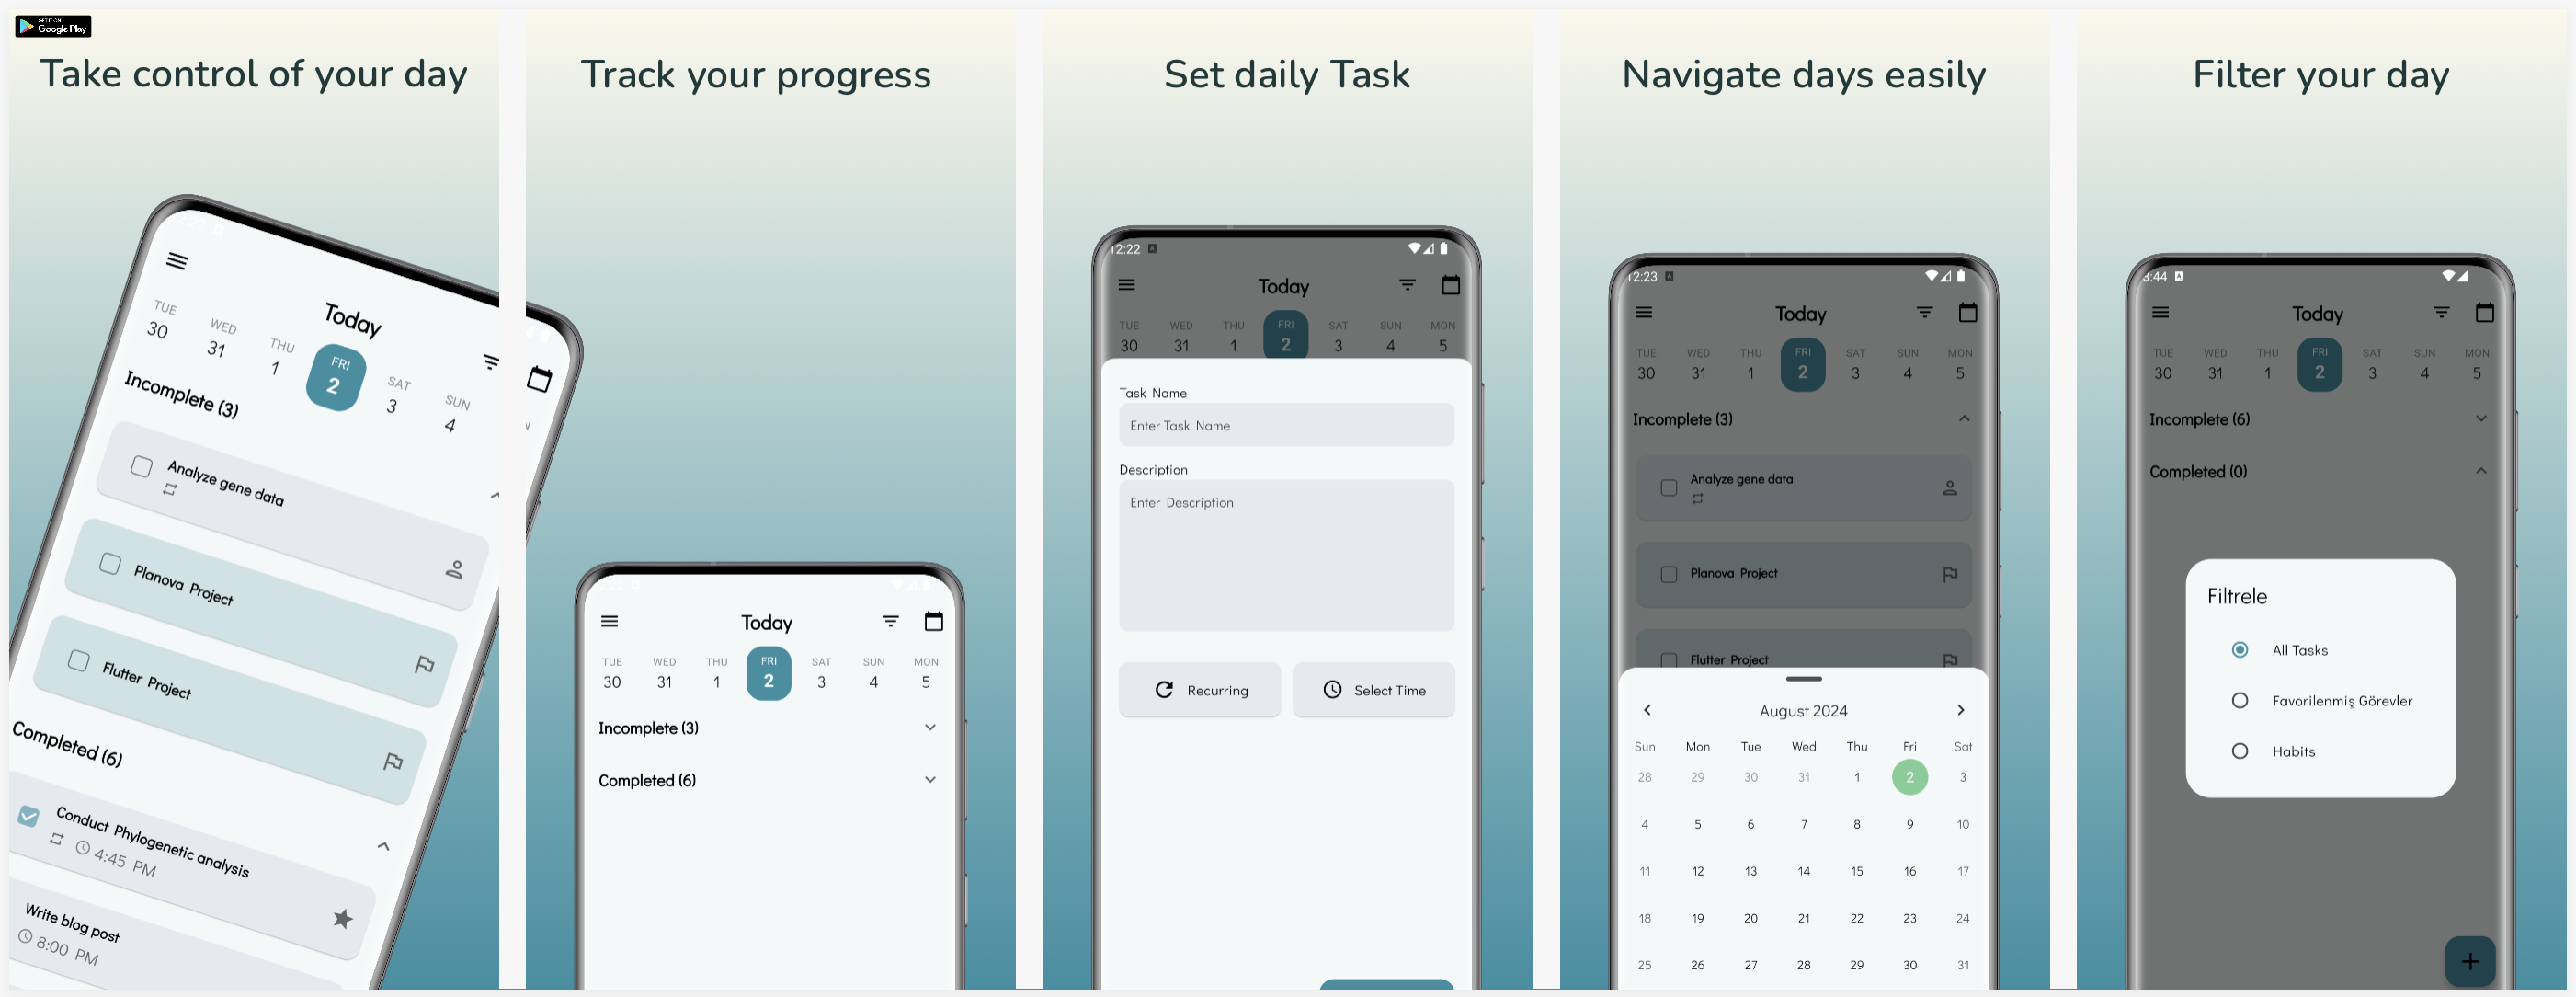 GET IT ON
Google Play
Take control of your day
Today
TUE WED THU FRI SAT SUN
30 31 1 2 3 4
Incomplete (3)
Analyze gene data
Planova Project
Flutter Project
Completed (6)
Conduct Phylogenetic analysis
4:45 PM
Write blog post
8:00 PM
Track your progress
Today
TUE WED THU FRI SAT SUN MON
30 31 1 2 3 4 5
Incomplete (3)
Completed (6)
Set daily Task
12:22
Today
TUE WED THU FRI SAT SUN MON
30 31 1 2 3 4 5
Task Name
Enter Task Name
Description
Enter Description
Recurring Select Time
Navigate days easily
12:23
Today
TUE WED THU FRI SAT SUN MON
30 31 1 2 3 4 5
Incomplete (3)
Analyze gene data
Planova Project
Flutter Project
August 2024
Sun Mon Tue Wed Thu Fri Sat
28 29 30 31 1 2 3
4 5 6 7 8 9 10
11 12 13 14 15 16 17
18 19 20 21 22 23 24
25 26 27 28 29 30 31
Filter your day
3:44
Today
TUE WED THU FRI SAT SUN MON
30 31 1 2 3 4 5
Incomplete (6)
Completed (0)
Filtrele
All Tasks
Favorilenmiş Görevler
Habits